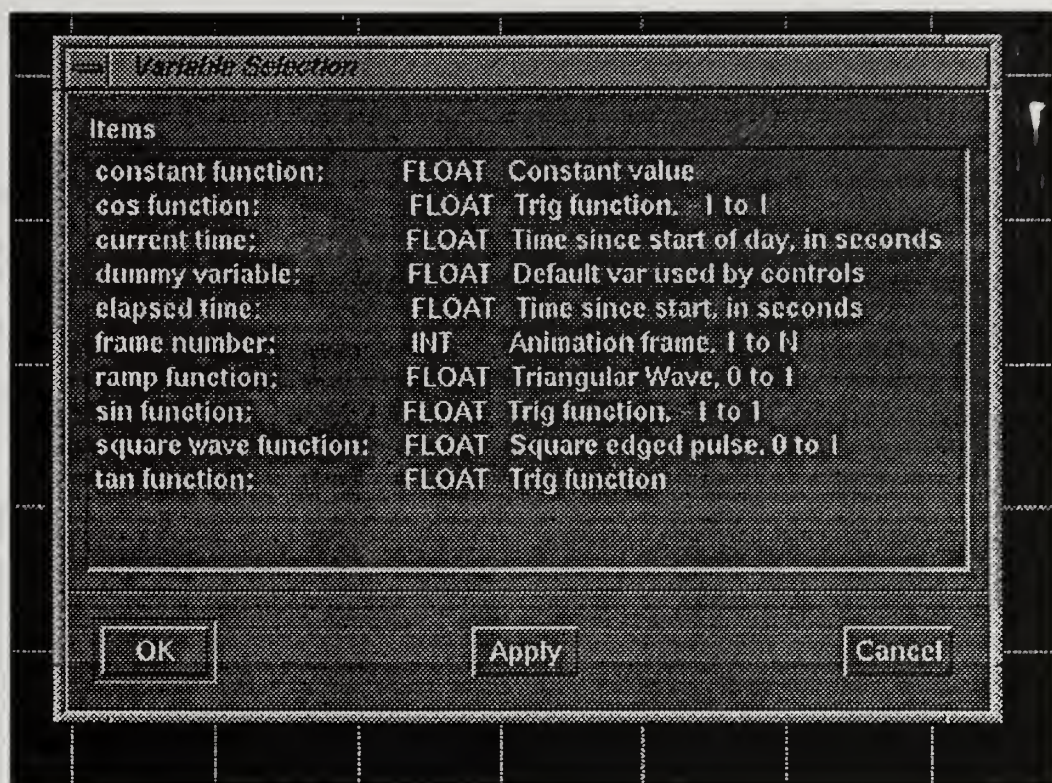 Variable Selection
Items
constant function: FLOAT Constant value
cos function: FLOAT Trig function, -1 to 1
current time: FLOAT Time since start of day, in seconds
dummy variable: FLOAT Default var used by controls
elapsed time: FLOAT Time since start, in seconds
frame number: INT Animation frame, 1 to N
ramp function: FLOAT Triangular Wave, 0 to 1
sin function: FLOAT Trig function, -1 to 1
square wave function: FLOAT Square edged pulse, 0 to 1
tan function: FLOAT Trig function
OK Apply Cancel